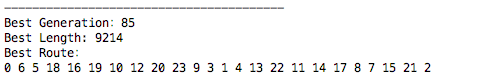 ----------------------------------------
Best Generation: 85
Best Length: 9214
Best Route:
0 6 5 18 16 19 10 12 20 23 9 3 1 4 13 22 11 14 17 8 7 15 21 2